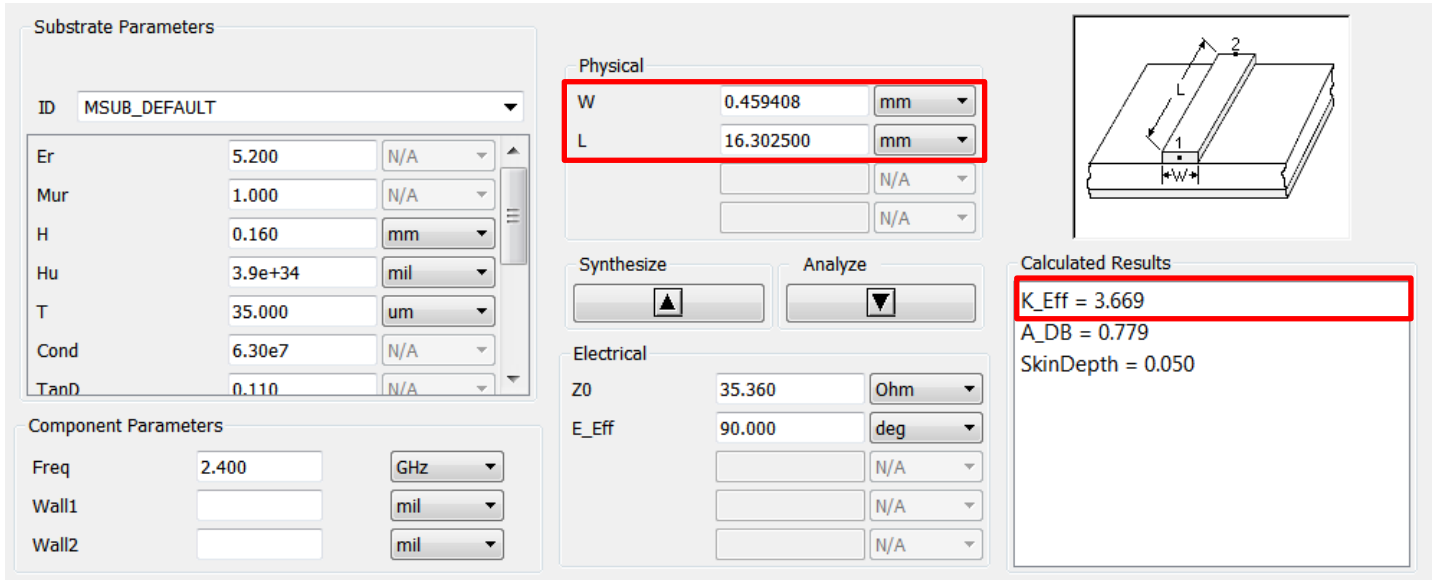 Substrate Parameters
ID MSUB_DEFAULT
Er 5.200 N/A
Mur 1.000 N/A
H 0.160 mm
Hu 3.9e+34 mil
T 35.000 um
Cond 6.30e7 N/A
TanD 0.110 N/A
Component Parameters
Freq 2.400 GHz
Wall1 mil
Wall2 mil
Physical
W 0.459408 mm
L 16.302500 mm
N/A
N/A
Synthesize Analyze
Electrical
Z0 35.360 Ohm
E_Eff 90.000 deg
N/A
N/A
N/A
2
L
1
W
Calculated Results
K_Eff = 3.669
A_DB = 0.779
SkinDepth = 0.050